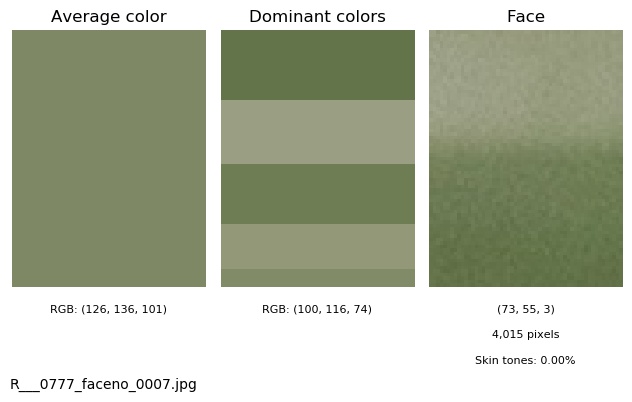 Average color
Dominant colors
Face
RGB: (126, 136, 101)
RGB: (100, 116, 74)
(73, 55, 3)
4,015 pixels
Skin tones: 0.00%
R___0777_faceno_0007.jpg